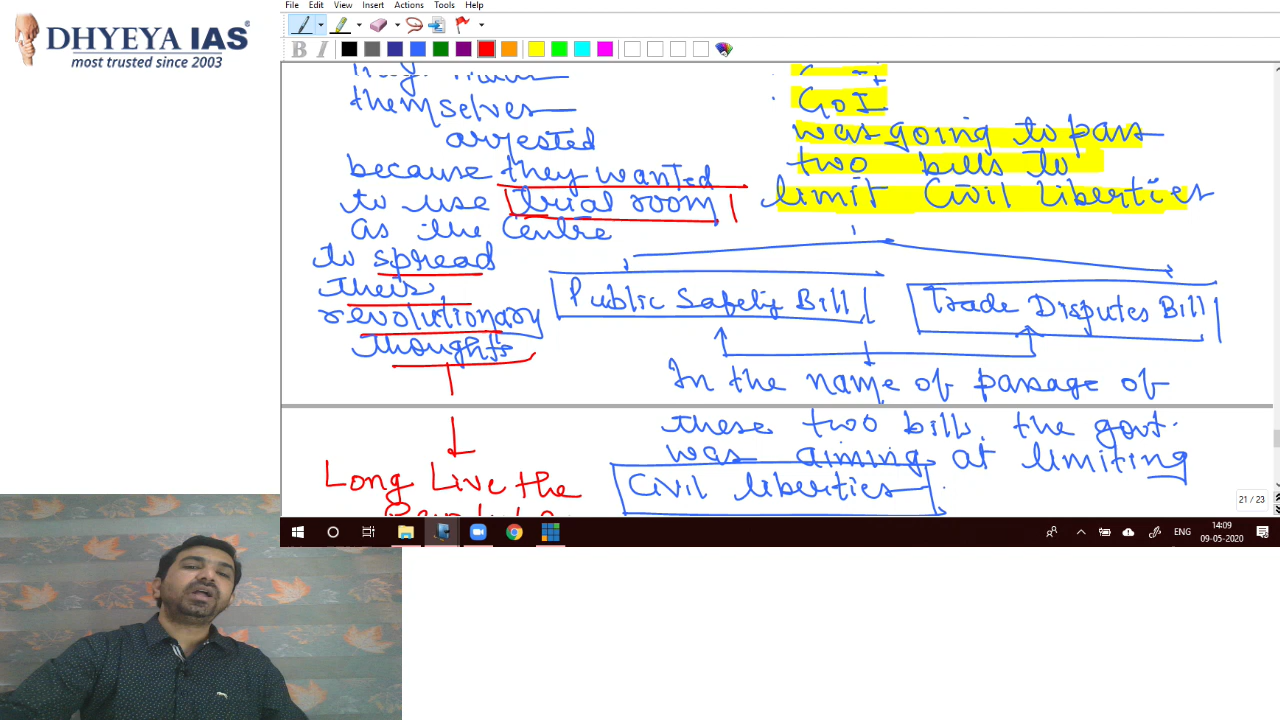 DHYEYA IAS®
most trusted since 2003
File Edit View Insert Actions Tools Help
B I
themselves
arrested
because they wanted
to use trial room
as the Centre
to spread
their
revolutionary
thoughts
Long Live the
GOI
was going to pass
two bills to
limit Civil liberties
Public Safety Bill
Trade Disputes Bill
In the name of passage of
these two bills, the govt.
was aiming at limiting
Civil liberties
21 / 23
ENG
14:09
09-05-2020